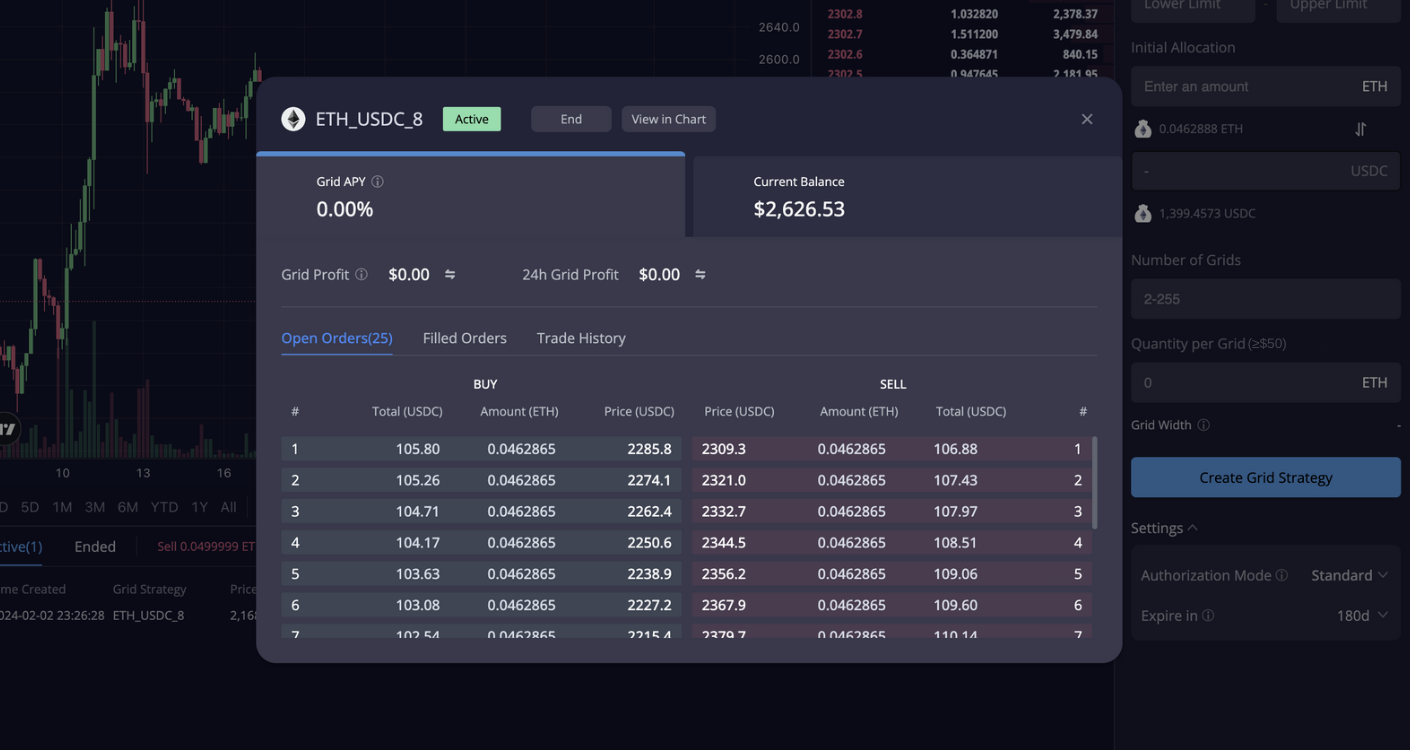 2640.0
2600.0
2302.8 1.032820 2,378.37
2302.7 1.511200 3,479.84
2302.6 0.364871 840.15
2302.5 0.947645 2,181.95
Lower Limit - Upper Limit
Initial Allocation
Enter an amount ETH
0.0462888 ETH
- USDC
1,399.4573 USDC
Number of Grids
2-255
Quantity per Grid (≥$50)
0 ETH
Grid Width -
Create Grid Strategy
Settings
Authorization Mode Standard
Expire in 180d
ETH_USDC_8 Active End View in Chart
Grid APY
0.00%
Current Balance
$2,626.53
Grid Profit $0.00 24h Grid Profit $0.00
Open Orders(25) Filled Orders Trade History
BUY SELL
# Total (USDC) Amount (ETH) Price (USDC) Price (USDC) Amount (ETH) Total (USDC) #
1 105.80 0.0462865 2285.8 2309.3 0.0462865 106.88 1
2 105.26 0.0462865 2274.1 2321.0 0.0462865 107.43 2
3 104.71 0.0462865 2262.4 2332.7 0.0462865 107.97 3
4 104.17 0.0462865 2250.6 2344.5 0.0462865 108.51 4
5 103.63 0.0462865 2238.9 2356.2 0.0462865 109.06 5
6 103.08 0.0462865 2227.2 2367.9 0.0462865 109.60 6
7 102.54 0.0462865 2215.4 2379.7 0.0462865 110.14 7
10 13 16
D 5D 1M 3M 6M YTD 1Y All
ctive(1) Ended Sell 0.0499999 ET
me Created Grid Strategy Price
024-02-02 23:26:28 ETH_USDC_8 2,168